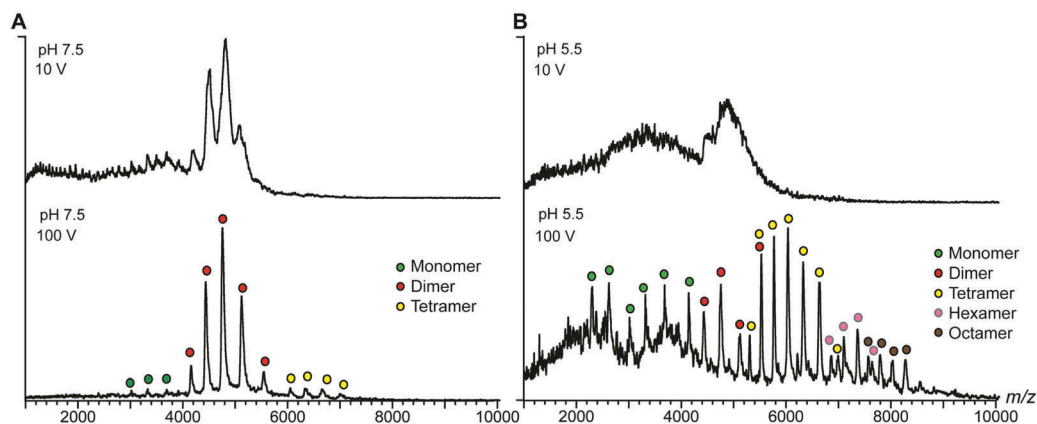 A
pH 7.5
10 V
pH 7.5
100 V
Monomer
Dimer
Tetramer
2000 4000 6000 8000 10000
B
pH 5.5
10 V
pH 5.5
100 V
Monomer
Dimer
Tetramer
Hexamer
Octamer
2000 4000 6000 8000 10000 m/z